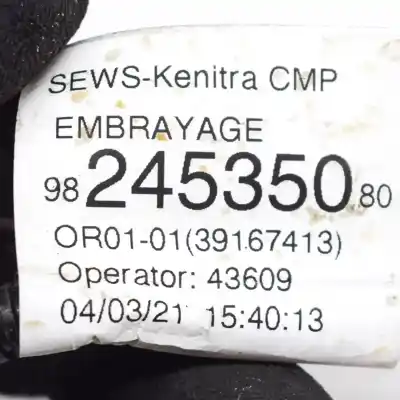 SEWS-Kenitra CMP
EMBRAYAGE
98 245350 80
OR01-01(39167413)
Operator: 43609
04/03/21 15:40:13